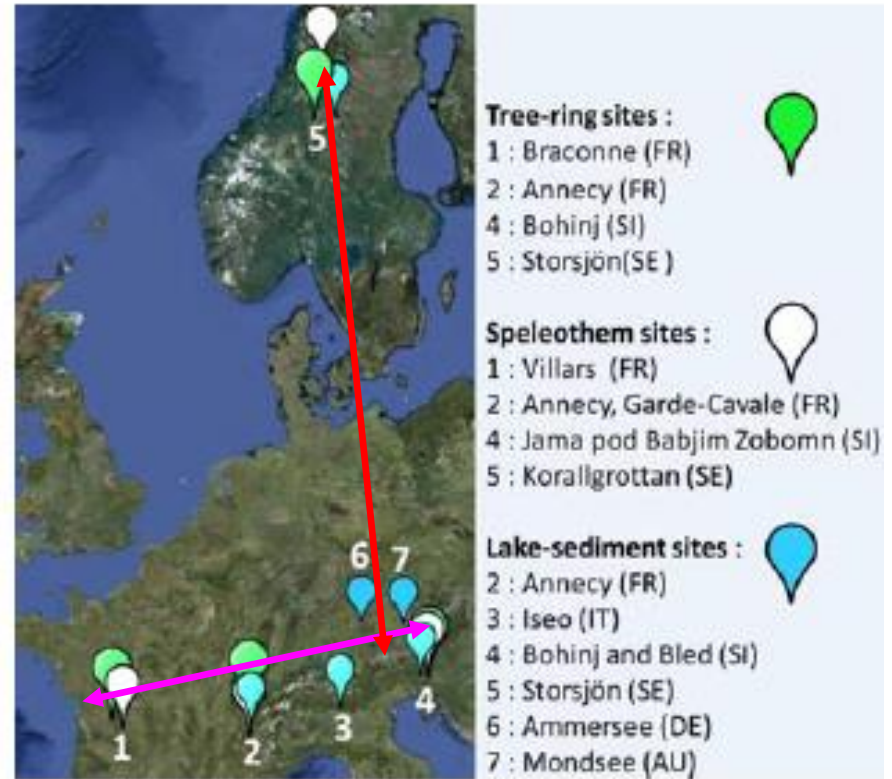 5
6 7
1 2 3 4
Tree-ring sites :
1 : Braconne (FR)
2 : Annecy (FR)
4 : Bohinj (SI)
5 : Storsjön(SE )
Speleothem sites :
1 : Villars (FR)
2 : Annecy, Garde-Cavale (FR)
4 : Jama pod Babjim Zobomn (SI)
5 : Korallgrottan (SE)
Lake-sediment sites :
2 : Annecy (FR)
3 : Iseo (IT)
4 : Bohinj and Bled (SI)
5 : Storsjön (SE)
6 : Ammersee (DE)
7 : Mondsee (AU)